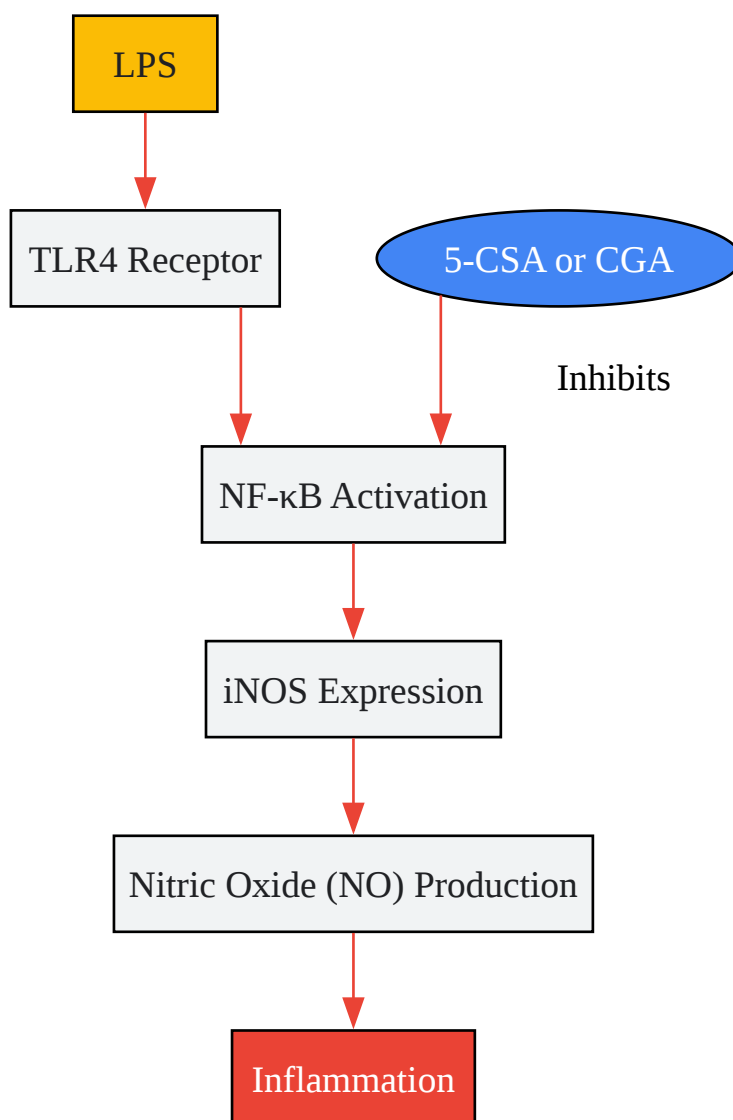 LPS
TLR4 Receptor
5-CSA or CGA
Inhibits
NF-κB Activation
iNOS Expression
Nitric Oxide (NO) Production
Inflammation